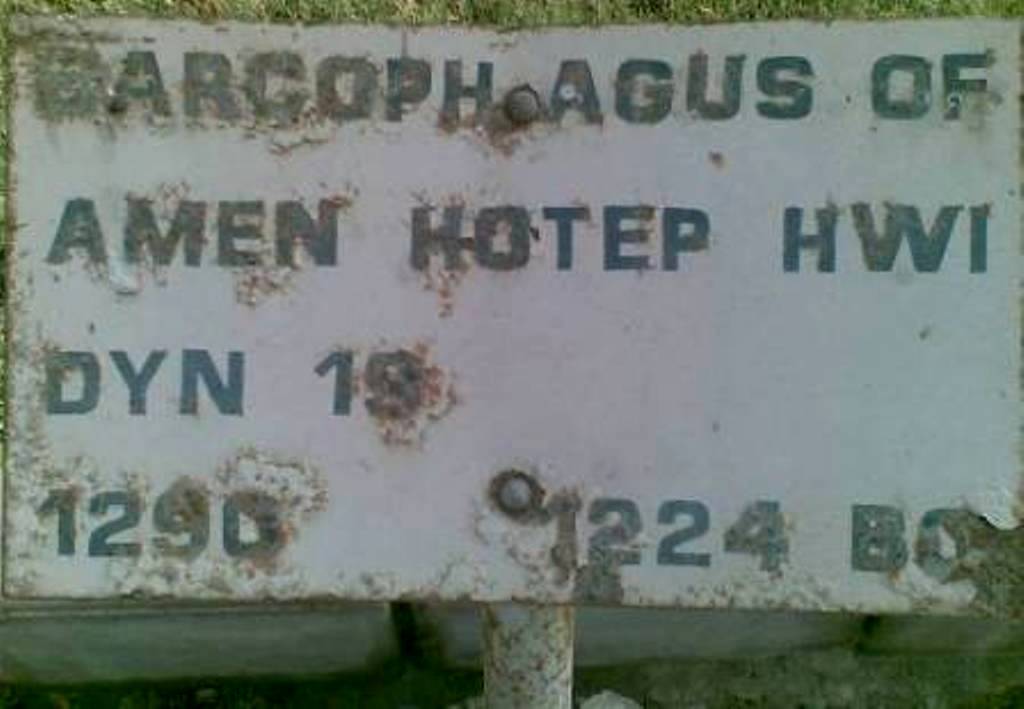 SARCOPHAGUS OF
AMEN HOTEP HWI
DYN 19
1290 1224 BC